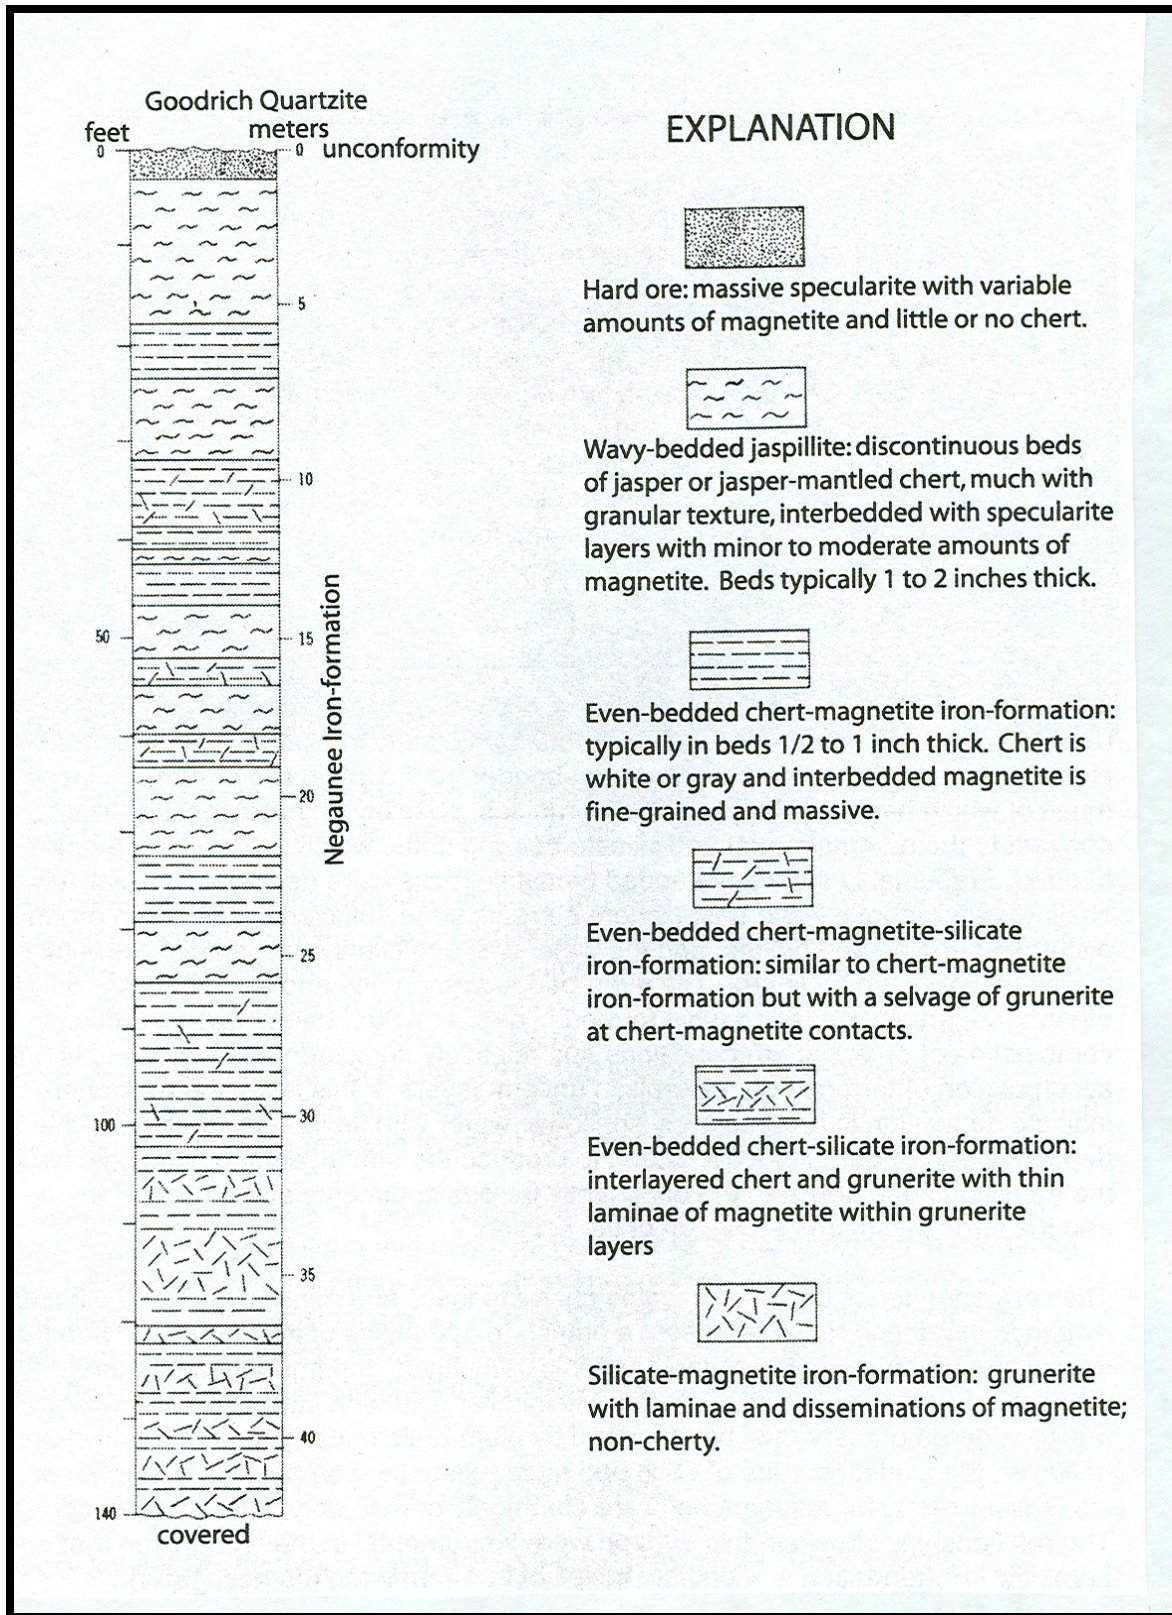 Goodrich Quartzite
feet meters
0 0 unconformity
5
10
50 15
20
25
100 30
35
40
140
covered
Negaunee Iron-formation
EXPLANATION
Hard ore: massive specularite with variable
amounts of magnetite and little or no chert.
Wavy-bedded jaspillite: discontinuous beds
of jasper or jasper-mantled chert, much with
granular texture, interbedded with specularite
layers with minor to moderate amounts of
magnetite. Beds typically 1 to 2 inches thick.
Even-bedded chert-magnetite iron-formation:
typically in beds 1/2 to 1 inch thick. Chert is
white or gray and interbedded magnetite is
fine-grained and massive.
Even-bedded chert-magnetite-silicate
iron-formation: similar to chert-magnetite
iron-formation but with a selvage of grunerite
at chert-magnetite contacts.
Even-bedded chert-silicate iron-formation:
interlayered chert and grunerite with thin
laminae of magnetite within grunerite
layers
Silicate-magnetite iron-formation: grunerite
with laminae and disseminations of magnetite;
non-cherty.